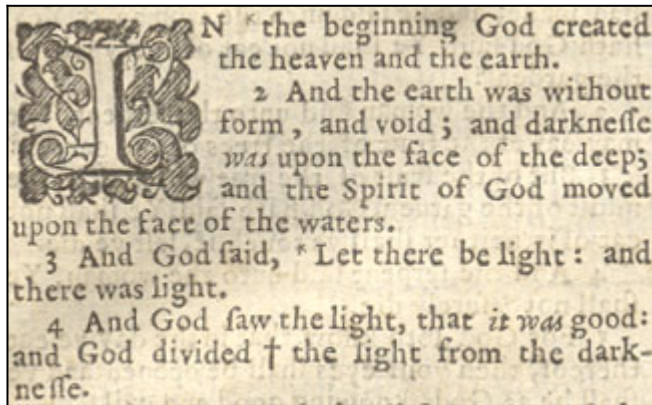 IN * the beginning God created
the heaven and the earth.
2 And the earth was without
form, and void; and darkneſſe
was upon the face of the deep;
and the Spirit of God moved
upon the face of the waters.
3 And God ſaid, * Let there be light: and
there was light.
4 And God ſaw the light, that it was good:
and God divided † the light from the dark-
neſſe.